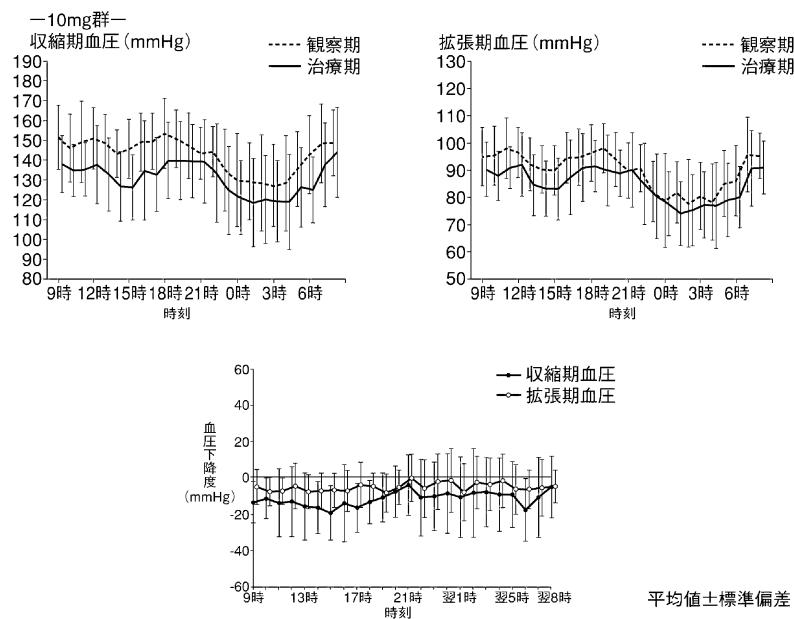 ―10mg群―
収縮期血圧(mmHg)
観察期
治療期
190
180
170
160
150
140
130
120
110
100
90
80
9時 12時 15時 18時 21時 0時 3時 6時
時刻
拡張期血圧(mmHg)
観察期
治療期
130
120
110
100
90
80
70
60
50
9時 12時 15時 18時 21時 0時 3時 6時
時刻
収縮期血圧
拡張期血圧
血圧下降度
(mmHg)
60
40
20
0
-20
-40
-60
9時 13時 17時 21時 翌1時 翌5時 翌8時
時刻
平均値±標準偏差